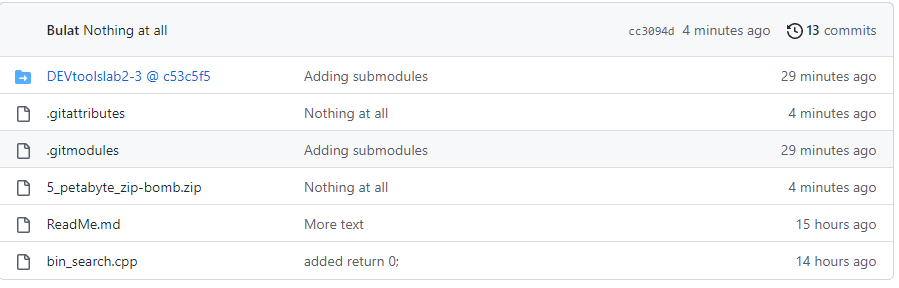 Bulat Nothing at all cc3094d 4 minutes ago 13 commits
DEVtoolslab2-3 @ c53c5f5 Adding submodules 29 minutes ago
.gitattributes Nothing at all 4 minutes ago
.gitmodules Adding submodules 29 minutes ago
5_petabyte_zip-bomb.zip Nothing at all 4 minutes ago
ReadMe.md More text 15 hours ago
bin_search.cpp added return 0; 14 hours ago